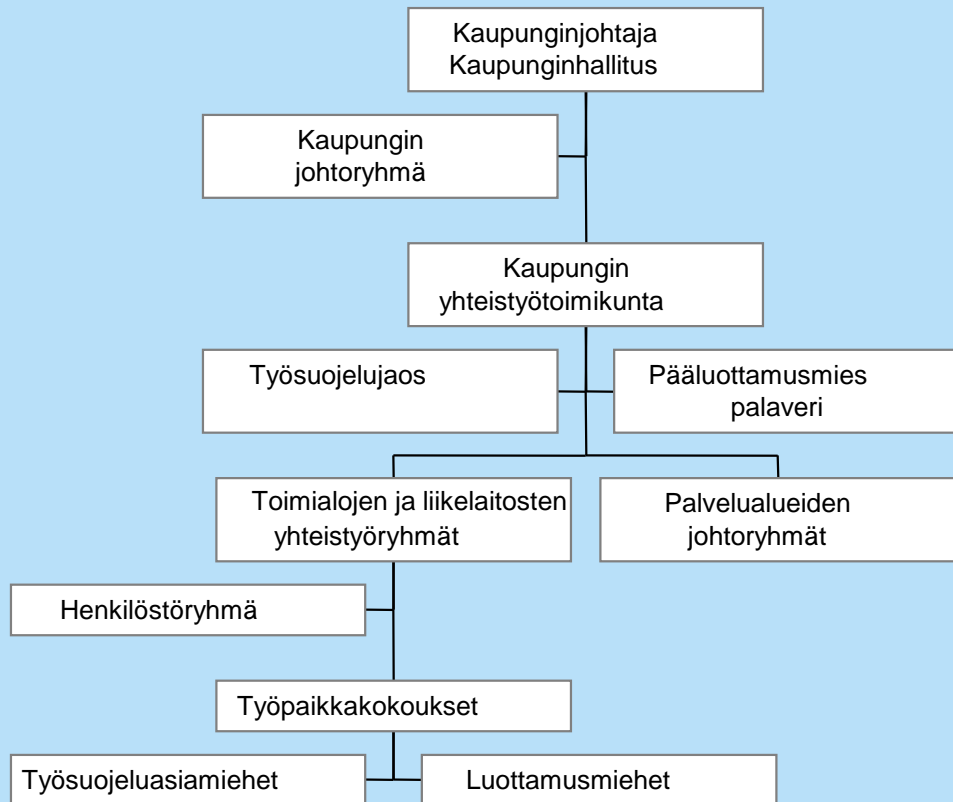 Kaupunginjohtaja
Kaupunginhallitus
Kaupungin
johtoryhmä
Kaupungin
yhteistyötoimikunta
Työsuojelujaos
Pääluottamusmies
palaveri
Toimialojen ja liikelaitosten
yhteistyöryhmät
Palvelualueiden
johtoryhmät
Henkilöstöryhmä
Työpaikkakokoukset
Työsuojeluasiamiehet
Luottamusmiehet